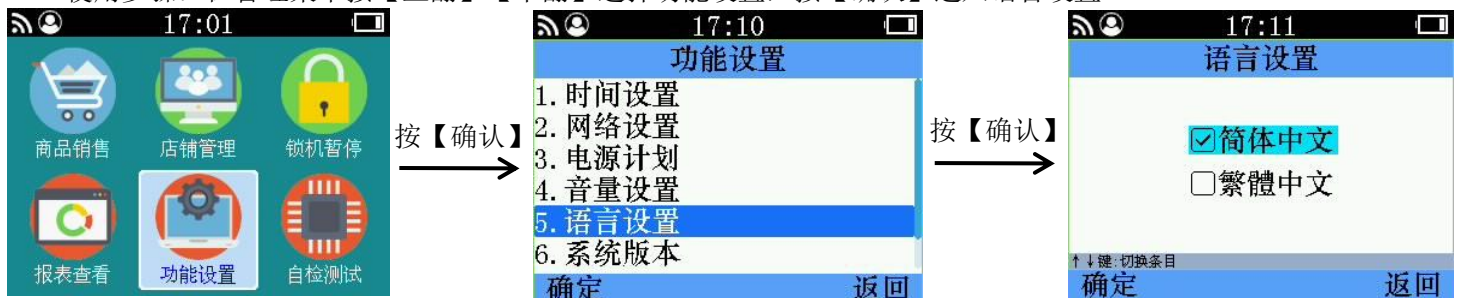 17:01
商品销售
店铺管理
锁机暂停
报表查看
功能设置
自检测试
按【确认】
17:10
功能设置
1.时间设置
2.网络设置
3.电源计划
4.音量设置
5.语言设置
6.系统版本
确定
返回
按【确认】
17:11
语言设置
简体中文
繁體中文
↑↓鍵:切换条目
确定
返回